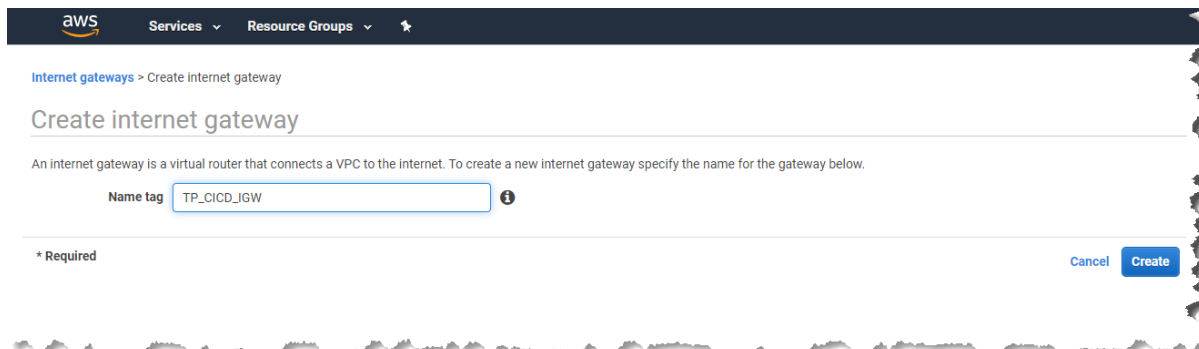 aws Services Resource Groups
Internet gateways > Create internet gateway
Create internet gateway
An internet gateway is a virtual router that connects a VPC to the internet. To create a new internet gateway specify the name for the gateway below.
Name tag TP_CICD_IGW
* Required Cancel Create